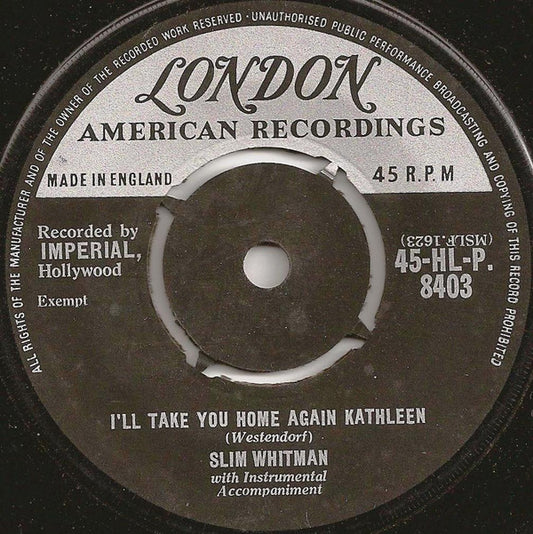 ALL RIGHTS OF THE MANUFACTURER AND OF THE OWNER OF THE RECORDED WORK RESERVED · UNAUTHORISED PUBLIC PERFORMANCE BROADCASTING AND COPYING OF THIS RECORD PROHIBITED
LONDON
AMERICAN RECORDINGS
MADE IN ENGLAND
45 R.P.M
Recorded by
IMPERIAL,
Hollywood
Exempt
(MSLF.1623)
45-HL-P.
8403
I'LL TAKE YOU HOME AGAIN KATHLEEN
(Westendorf)
SLIM WHITMAN
with Instrumental
Accompaniment